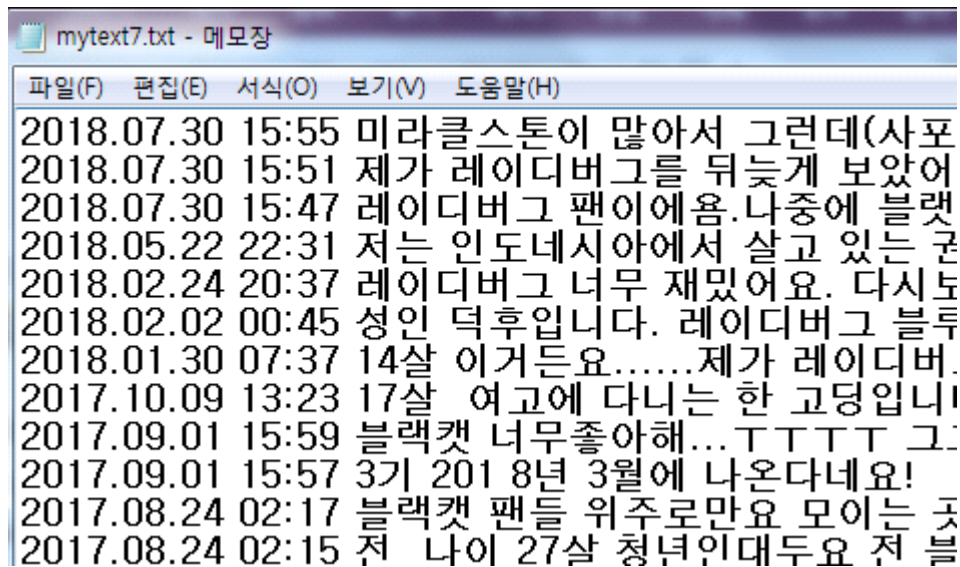 mytext7.txt - 메모장
파일(F) 편집(E) 서식(O) 보기(V) 도움말(H)
2018.07.30 15:55 미라클스톤이 많아서 그런데(사포
2018.07.30 15:51 제가 레이디버그를 뒤늦게 보았어
2018.07.30 15:47 레이디버그 팬이에욤.나중에 블랫
2018.05.22 22:31 저는 인도네시아에서 살고 있는
2018.02.24 20:37 레이디버그 너무 재밌어요. 다시
2018.02.02 00:45 성인 덕후입니다. 레이디버그 블루
2018.01.30 07:37 14살 이거든요......제가 레이디버
2017.10.09 13:23 17살 여고에 다니는 한 고딩입니
2017.09.01 15:59 블랙캣 너무좋아해...ㅜㅜㅜㅜ
2017.09.01 15:57 3기 201 8년 3월에 나온다네요!
2017.08.24 02:17 블랙캣 팬들 위주로만요 모이는
2017.08.24 02:15 전 나이 27살 청년인대두요 전